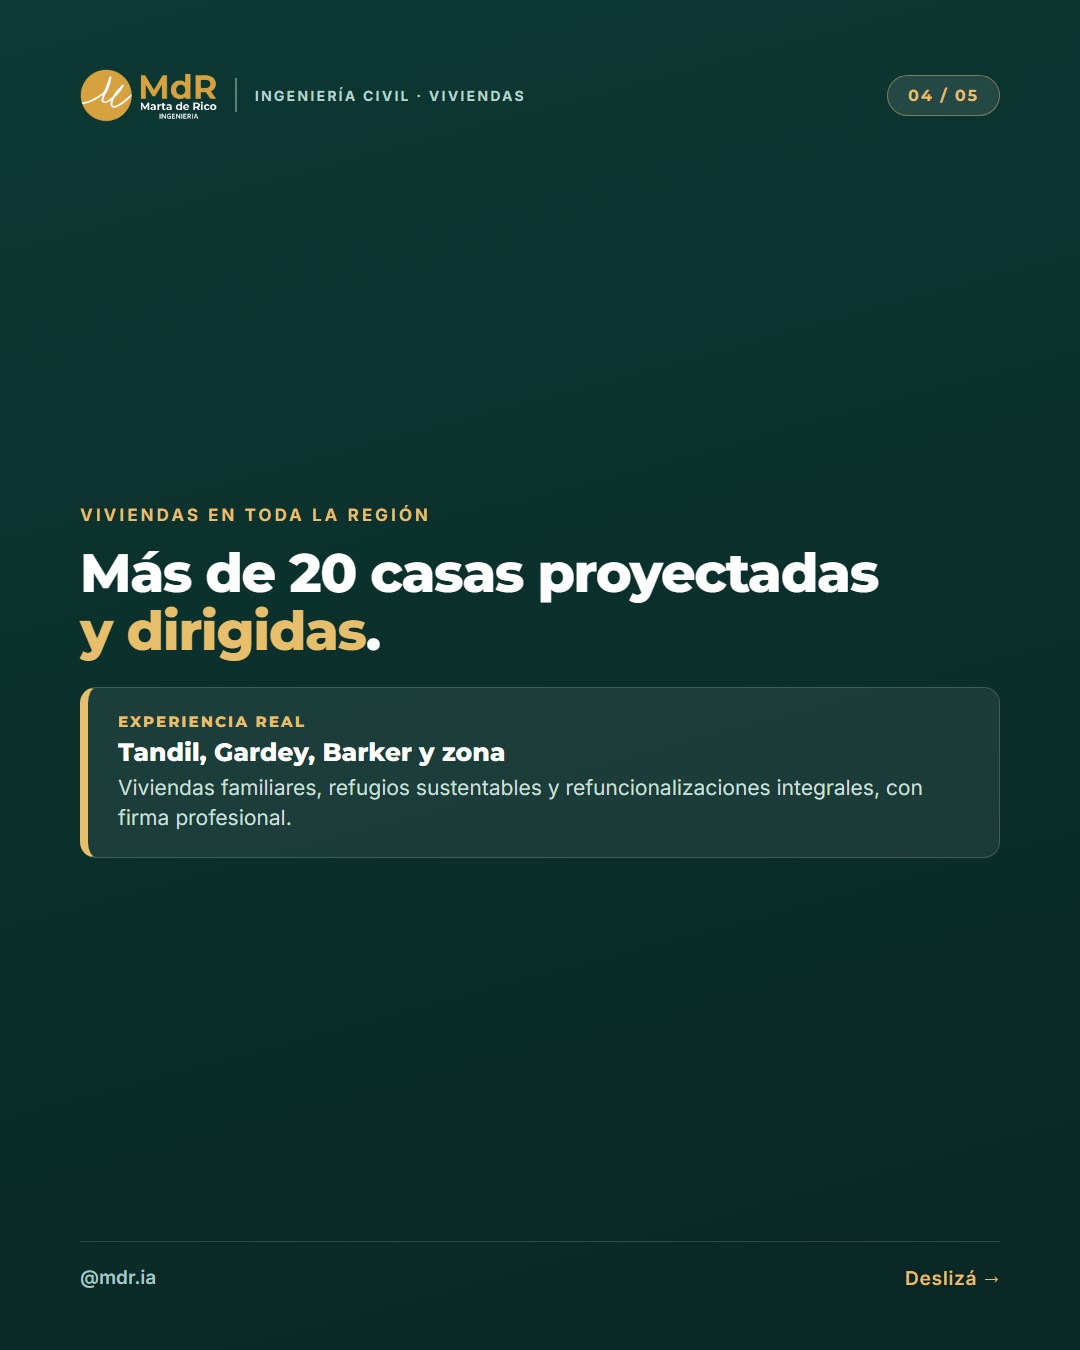 MdR
Marta de Rico
INGENIERIA
INGENIERÍA CIVIL · VIVIENDAS
04 / 05
VIVIENDAS EN TODA LA REGIÓN
Más de 20 casas proyectadas
y dirigidas.
EXPERIENCIA REAL
Tandil, Gardey, Barker y zona
Viviendas familiares, refugios sustentables y refuncionalizaciones integrales, con
firma profesional.
@mdr.ia
Deslizá →